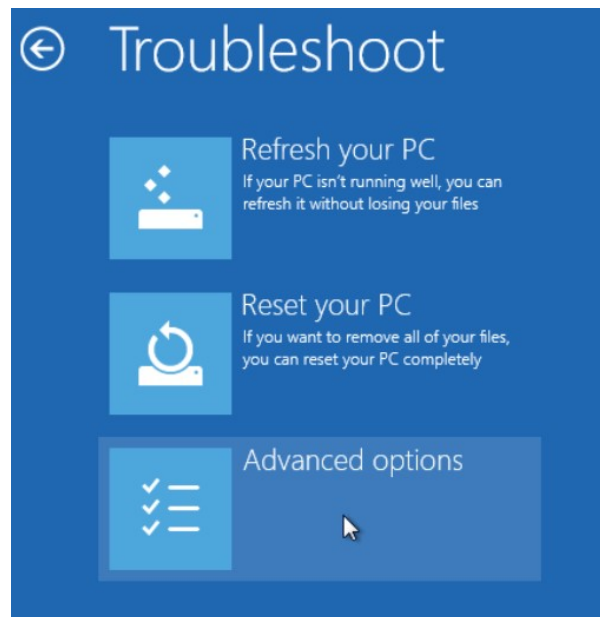 Troubleshoot
Refresh your PC
If your PC isn't running well, you can
refresh it without losing your files
Reset your PC
If you want to remove all of your files,
you can reset your PC completely
Advanced options